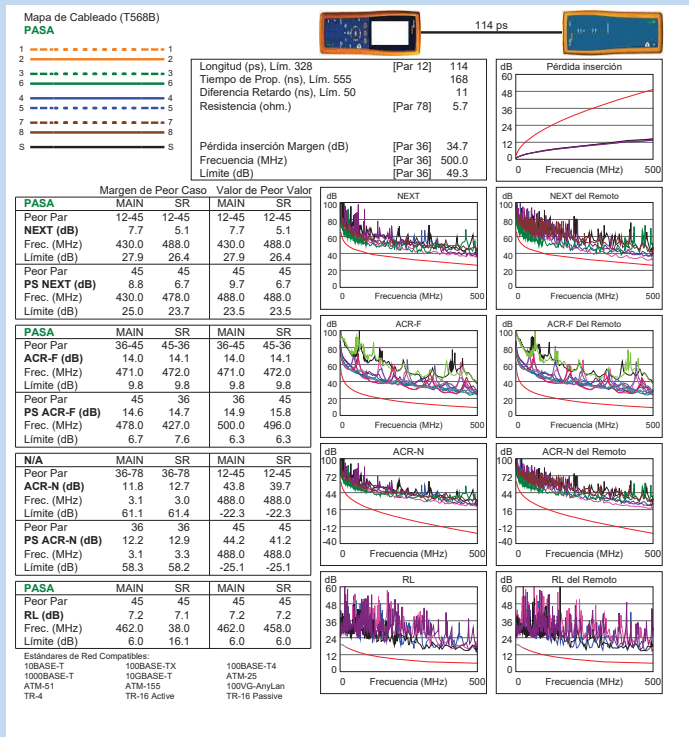 Mapa de Cableado (T568B)
PASA
1 1
2 2
3 3
6 6
4 4
5 5
7 7
8 8
S S
114 ps
Longitud (ps), Lím. 328 [Par 12] 114
Tiempo de Prop. (ns), Lím. 555 168
Diferencia Retardo (ns), Lím. 50 11
Resistencia (ohm.) [Par 78] 5.7
Pérdida inserción Margen (dB) [Par 36] 34.7
Frecuencia (MHz) [Par 36] 500.0
Límite (dB) [Par 36] 49.3
dB Pérdida inserción
60
48
36
24
12
0
0 Frecuencia (MHz) 500
Margen de Peor Caso Valor de Peor Valor
PASA MAIN SR MAIN SR
Peor Par 12-45 12-45 12-45 12-45
NEXT (dB) 7.7 5.1 7.7 5.1
Frec. (MHz) 430.0 488.0 430.0 488.0
Límite (dB) 27.9 26.4 27.9 26.4
Peor Par 45 45 45 45
PS NEXT (dB) 8.8 6.7 9.7 6.7
Frec. (MHz) 430.0 478.0 488.0 488.0
Límite (dB) 25.0 23.7 23.5 23.5
dB NEXT
100
80
60
40
20
0
0 Frecuencia (MHz) 500
dB NEXT del Remoto
100
80
60
40
20
0
0 Frecuencia (MHz) 500
PASA MAIN SR MAIN SR
Peor Par 36-45 45-36 36-45 45-36
ACR-F (dB) 14.0 14.1 14.0 14.1
Frec. (MHz) 471.0 472.0 471.0 472.0
Límite (dB) 9.8 9.8 9.8 9.8
Peor Par 45 36 36 45
PS ACR-F (dB) 14.6 14.7 14.9 15.8
Frec. (MHz) 478.0 427.0 500.0 496.0
Límite (dB) 6.7 7.6 6.3 6.3
dB ACR-F
100
80
60
40
20
0
0 Frecuencia (MHz) 500
dB ACR-F Del Remoto
100
80
60
40
20
0
0 Frecuencia (MHz) 500
N/A MAIN SR MAIN SR
Peor Par 36-78 36-78 12-45 12-45
ACR-N (dB) 11.8 12.7 43.8 39.7
Frec. (MHz) 3.1 3.0 488.0 488.0
Límite (dB) 61.1 61.4 -22.3 -22.3
Peor Par 36 36 45 45
PS ACR-N (dB) 12.2 12.9 44.2 41.2
Frec. (MHz) 3.1 3.3 488.0 488.0
Límite (dB) 58.3 58.2 -25.1 -25.1
dB ACR-N
100
72
44
16
-12
-40
0 Frecuencia (MHz) 500
dB ACR-N del Remoto
100
72
44
16
-12
-40
0 Frecuencia (MHz) 500
PASA MAIN SR MAIN SR
Peor Par 45 45 45 45
RL (dB) 7.2 7.1 7.2 7.2
Frec. (MHz) 462.0 38.0 462.0 458.0
Límite (dB) 6.0 16.1 6.0 6.0
dB RL
60
48
36
24
12
0
0 Frecuencia (MHz) 500
dB RL del Remoto
60
48
36
24
12
0
0 Frecuencia (MHz) 500
Estándares de Red Compatibles:
10BASE-T 100BASE-TX 100BASE-T4
1000BASE-T 10GBASE-T ATM-25
ATM-51 ATM-155 100VG-AnyLan
TR-4 TR-16 Active TR-16 Passive